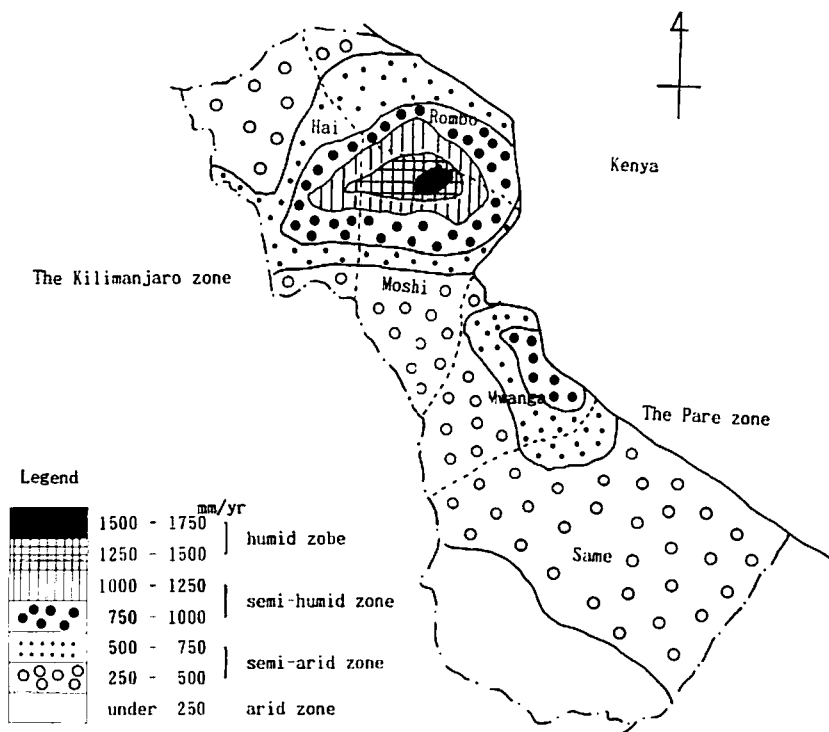 4
Rombo
Hai
Kenya
The Kilimanjaro zone
Moshi
Mwanga
The Pare zone
Same
Legend
mm/yr
1500 - 1750
humid zobe
1250 - 1500
1000 - 1250
semi-humid zone
750 - 1000
500 - 750
semi-arid zone
250 - 500
under 250 arid zone